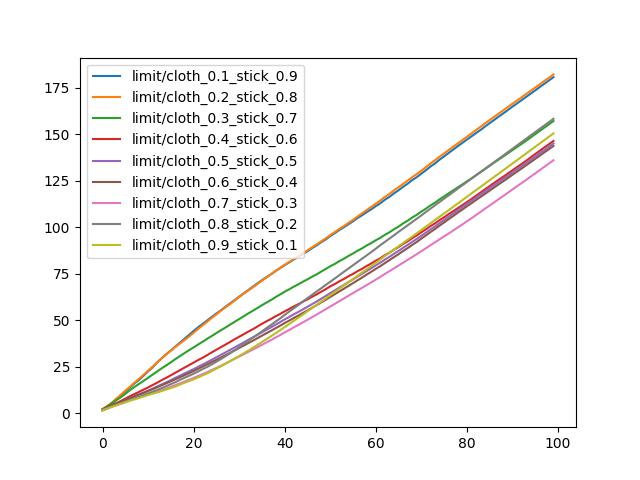 limit/cloth_0.1_stick_0.9
limit/cloth_0.2_stick_0.8
limit/cloth_0.3_stick_0.7
limit/cloth_0.4_stick_0.6
limit/cloth_0.5_stick_0.5
limit/cloth_0.6_stick_0.4
limit/cloth_0.7_stick_0.3
limit/cloth_0.8_stick_0.2
limit/cloth_0.9_stick_0.1
175
150
125
100
75
50
25
0
0 20 40 60 80 100